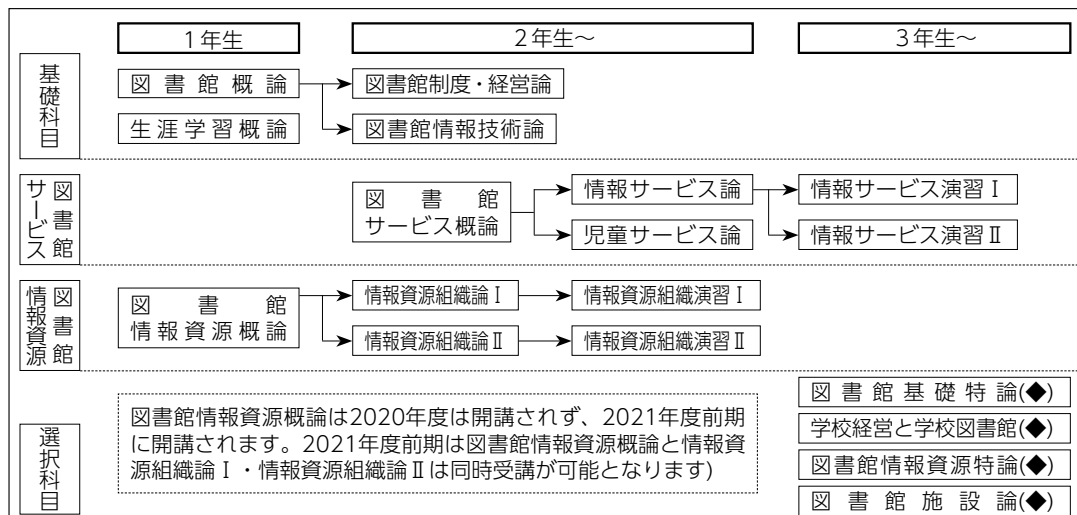 1年生 2年生～ 3年生～
基礎科目
図書館概論 図書館制度・経営論
生涯学習概論 図書館情報技術論
図書館サービス
図書館サービス概論
情報サービス論 情報サービス演習Ⅰ
児童サービス論 情報サービス演習Ⅱ
図書館情報資源
図書館
情報資源概論
情報資源組織論Ⅰ 情報資源組織演習Ⅰ
情報資源組織論Ⅱ 情報資源組織演習Ⅱ
選択科目
図書館情報資源概論は2020年度は開講されず、2021年度前期
に開講されます。2021年度前期は図書館情報資源概論と情報資
源組織論Ⅰ・情報資源組織論Ⅱは同時受講が可能となります)
図書館基礎特論(◆)
学校経営と学校図書館(◆)
図書館情報資源特論(◆)
図書館施設論(◆)